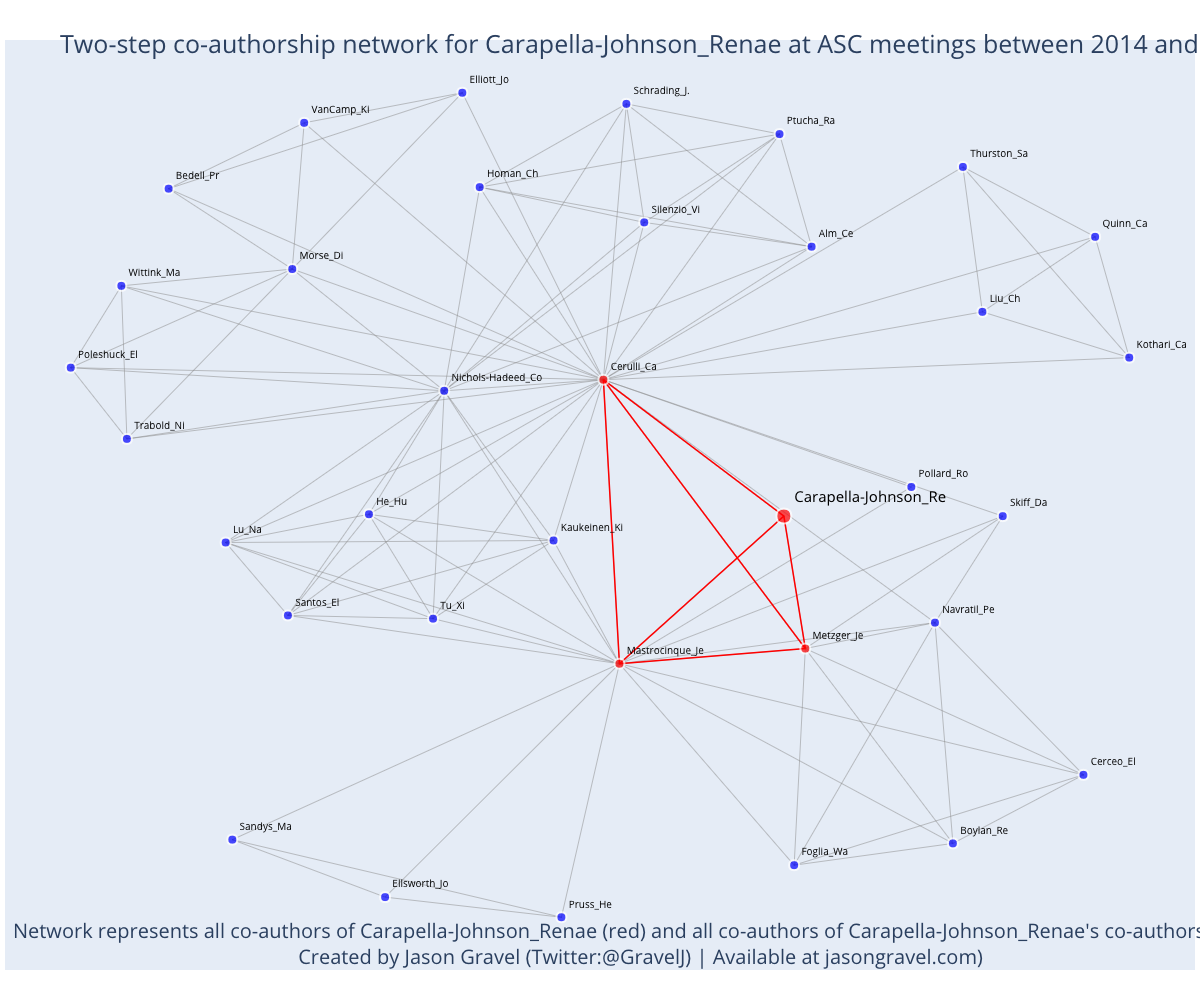 Two-step co-authorship network for Carapella-Johnson_Renae at ASC meetings between 2014 and
Elliott_Jo
Schrading_J.
VanCamp_Ki
Ptucha_Ra
Thurston_Sa
Bedell_Pr
Homan_Ch
Silenzio_Vi
Quinn_Ca
Alm_Ce
Morse_Di
Wittink_Ma
Liu_Ch
Kothari_Ca
Poleshuck_El
Cerulli_Ca
Nichols-Hadeed_Co
Trabold_Ni
Pollard_Ro
Carapella-Johnson_Re
He_Hu
Skiff_Da
Lu_Na
Kaukeinen_Ki
Santos_El
Tu_Xi
Navratil_Pe
Metzger_Je
Mastrocinque_Je
Cerceo_El
Sandys_Ma
Boylan_Re
Foglia_Wa
Ellsworth_Jo
Pruss_He
Network represents all co-authors of Carapella-Johnson_Renae (red) and all co-authors of Carapella-Johnson_Renae's co-authors
Created by Jason Gravel (Twitter:@GravelJ) | Available at jasongravel.com)